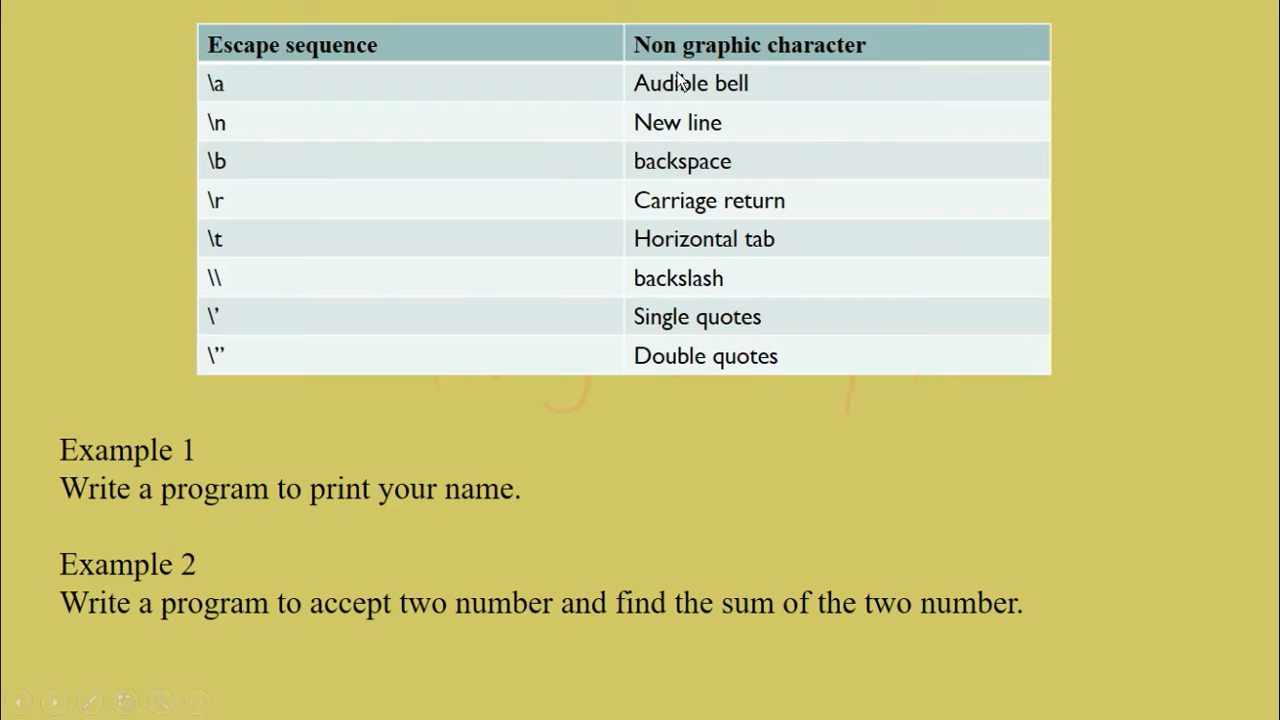 Escape sequence Non graphic character
\a Audible bell
\n New line
\b backspace
\r Carriage return
\t Horizontal tab
\\ backslash
\’ Single quotes
\” Double quotes
Example 1
Write a program to print your name.
Example 2
Write a program to accept two number and find the sum of the two number.